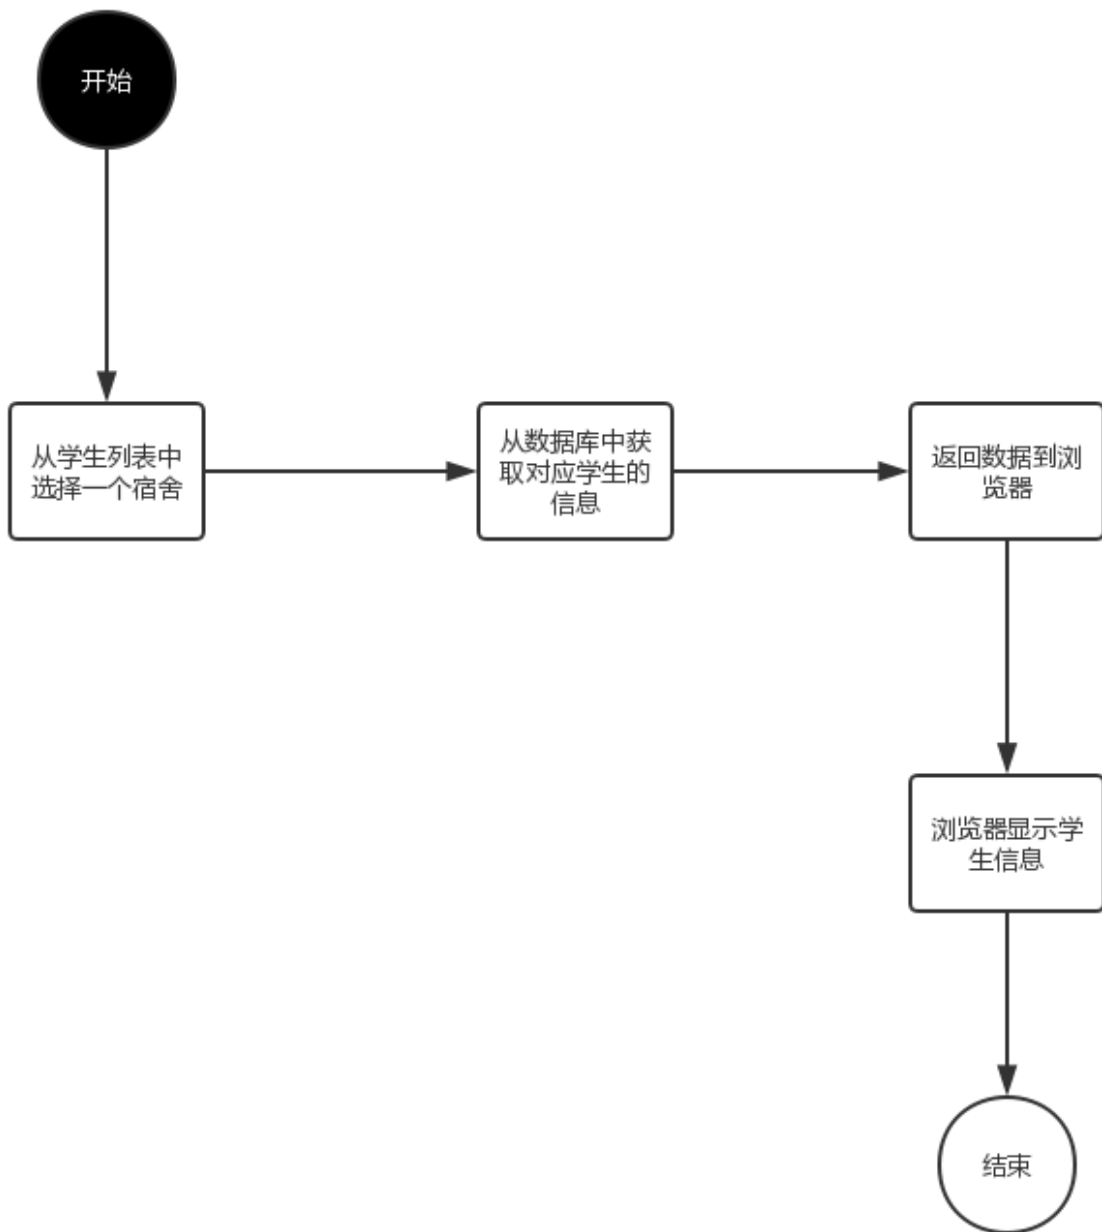 开始
从学生列表中
选择一个宿舍
从数据库中获
取对应学生的
信息
返回数据到浏
览器
浏览器显示学
生信息
结束